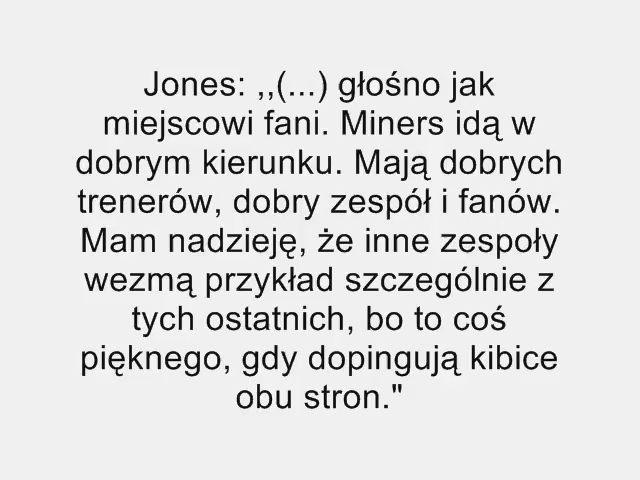 Jones: ,,(...) głośno jak
miejscowi fani. Miners idą w
dobrym kierunku. Mają dobrych
trenerów, dobry zespół i fanów.
Mam nadzieję, że inne zespoły
wezmą przykład szczególnie z
tych ostatnich, bo to coś
pięknego, gdy dopingują kibice
obu stron."